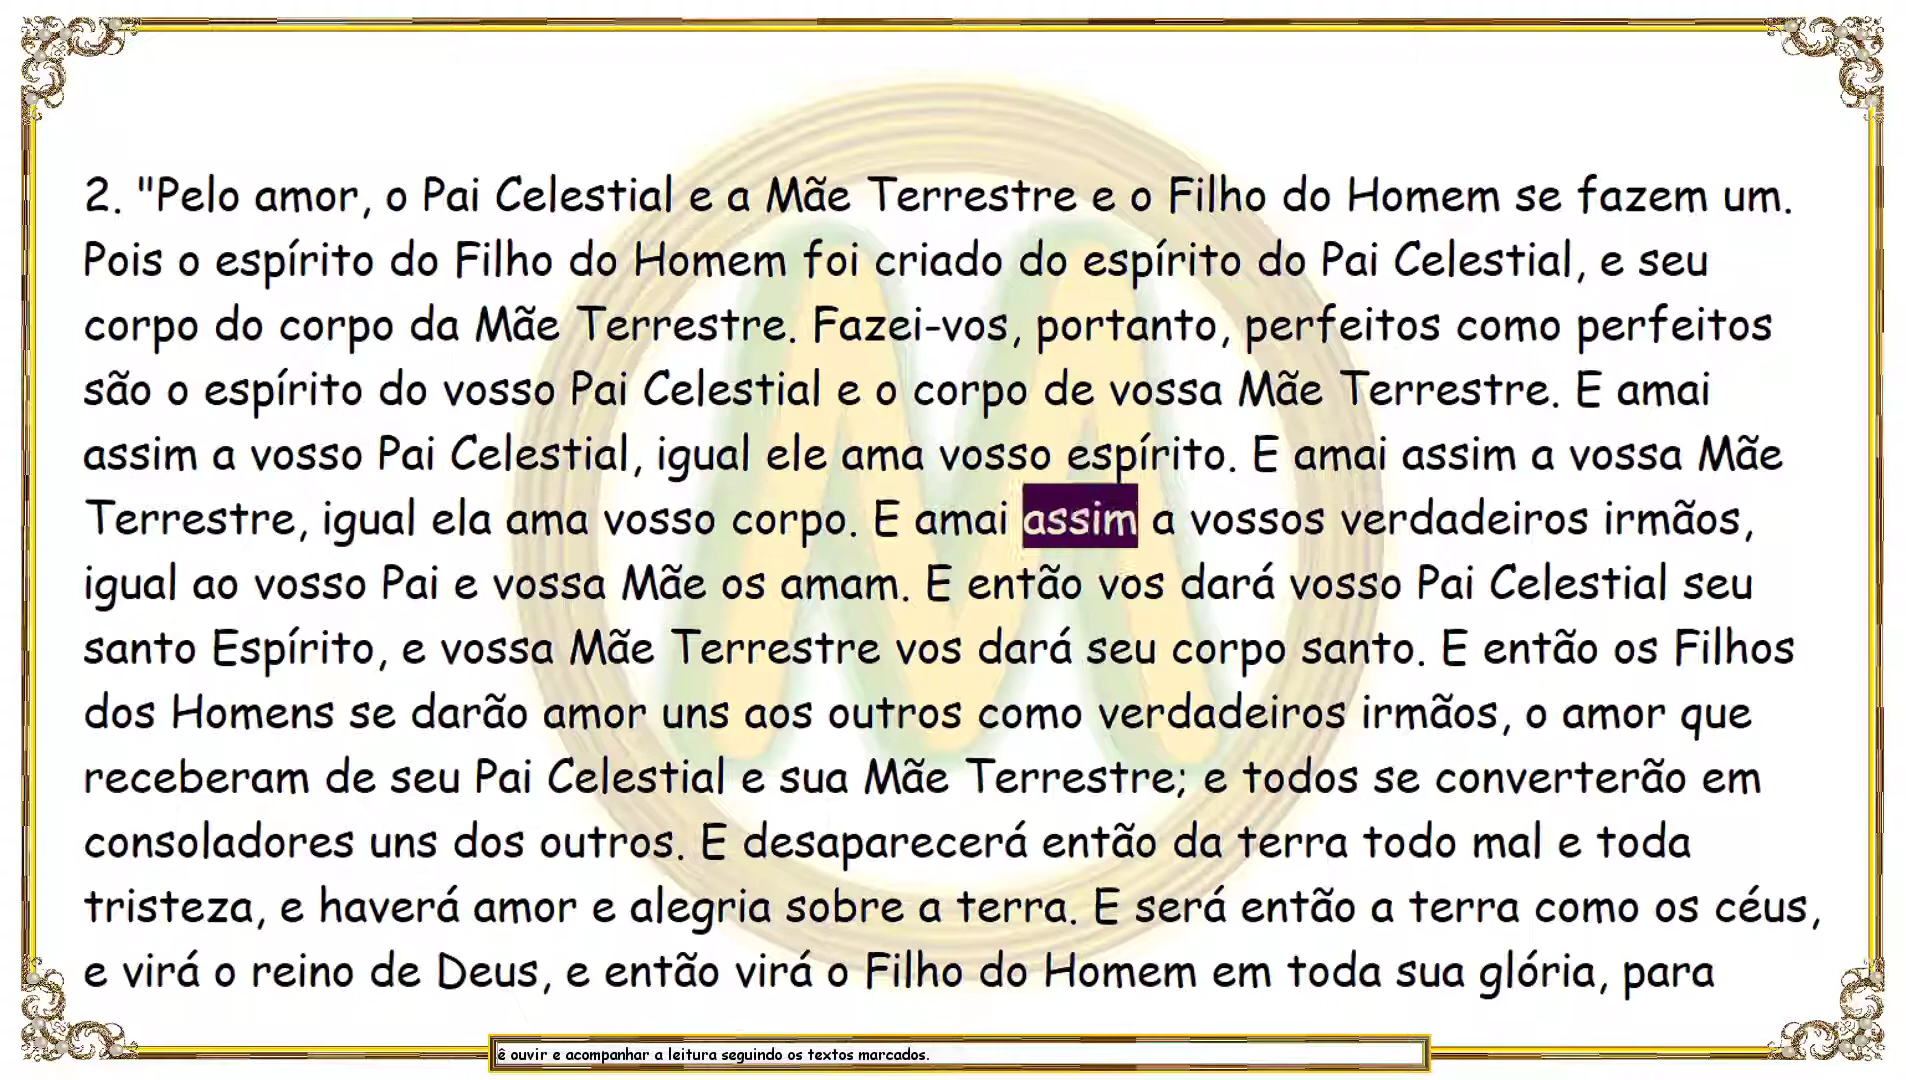 2. "Pelo amor, o Pai Celestial e a Mãe Terrestre e o Filho do Homem se fazem um.
Pois o espírito do Filho do Homem foi criado do espírito do Pai Celestial, e seu
corpo do corpo da Mãe Terrestre. Fazei-vos, portanto, perfeitos como perfeitos
são o espírito do vosso Pai Celestial e o corpo de vossa Mãe Terrestre. E amai
assim a vosso Pai Celestial, igual ele ama vosso espírito. E amai assim a vossa Mãe
Terrestre, igual ela ama vosso corpo. E amai assim a vossos verdadeiros irmãos,
igual ao vosso Pai e vossa Mãe os amam. E então vos dará vosso Pai Celestial seu
santo Espírito, e vossa Mãe Terrestre vos dará seu corpo santo. E então os Filhos
dos Homens se darão amor uns aos outros como verdadeiros irmãos, o amor que
receberam de seu Pai Celestial e sua Mãe Terrestre; e todos se converterão em
consoladores uns dos outros. E desaparecerá então da terra todo mal e toda
tristeza, e haverá amor e alegria sobre a terra. E será então a terra como os céus,
e virá o reino de Deus, e então virá o Filho do Homem em toda sua glória, para
ê ouvir e acompanhar a leitura seguindo os textos marcados.